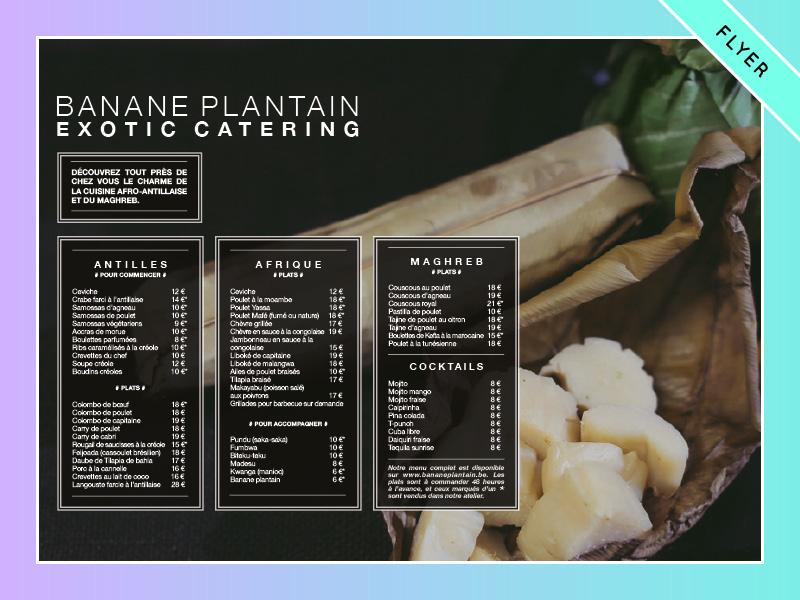 FLYER
BANANE PLANTAIN
EXOTIC CATERING
DÉCOUVREZ TOUT PRÈS DE
CHEZ VOUS LE CHARME DE
LA CUISINE AFRO-ANTILLAISE
ET DU MAGHREB.
ANTILLES
# POUR COMMENCER #
Ceviche 12 €
Crabe farci à l'antillaise 14 €*
Samossas d'agneau 10 €*
Samossas de poulet 10 €*
Samossas végétariens 9 €*
Accras de morue 10 €*
Boulettes parfumées 8 €*
Ribs caramélisés à la créole 10 €*
Crevettes du chef 10 €
Soupe créole 12 €
Boudins créoles 10 €*
# PLATS #
Colombo de bœuf 18 €*
Colombo de poulet 18 €
Colombo de capitaine 19 €
Carry de poulet 18 €
Carry de cabri 19 €
Rougail de saucisses à la créole 15 €*
Feijoada (cassoulet brésilien) 18 €
Daube de Tilapia de bahia 17 €
Porc à la cannelle 16 €
Crevettes au lait de coco 16 €
Langouste farcie à l'antillaise 28 €
AFRIQUE
# PLATS #
Ceviche 12 €
Poulet à la moambe 18 €*
Poulet Yassa 18 €*
Poulet Mafé (fumé ou nature) 18 €*
Chèvre grillée 17 €
Chèvre en sauce à la congolaise 19 €
Jambonneau en sauce à la
congolaise 15 €
Liboké de capitaine 19 €
Liboké de malangwa 18 €
Ailes de poulet braisés 10 €*
Tilapia braisé 17 €
Makayabu (poisson salé)
aux poivrons 17 €
Grillades pour barbecue sur demande
# POUR ACCOMPAGNER #
Pundu (saka-saka) 10 €*
Fumbwa 10 €
Biteku-teku 10 €
Madesu 8 €
Kwanga (manioc) 6 €*
Banane plantain 6 €*
MAGHREB
# PLATS #
Couscous au poulet 18 €
Couscous d'agneau 19 €
Couscous royal 21 €*
Pastilla de poulet 10 €
Tajine de poulet au citron 18 €*
Tajine d'agneau 19 €
Boulettes de Kefta à la marocaine 15 €*
Poulet à la tunésienne 18 €
COCKTAILS
Mojito 8 €
Mojito mango 8 €
Mojito fraise 8 €
Caipirinha 8 €
Pina colada 8 €
T-punch 8 €
Cuba libre 8 €
Daiquiri fraise 8 €
Tequila sunrise 8 €
Notre menu complet est disponible
sur www.bananeplantain.be. Les
plats sont à commander 48 heures
à l'avance, et ceux marqués d'un *
sont vendus dans notre atelier.